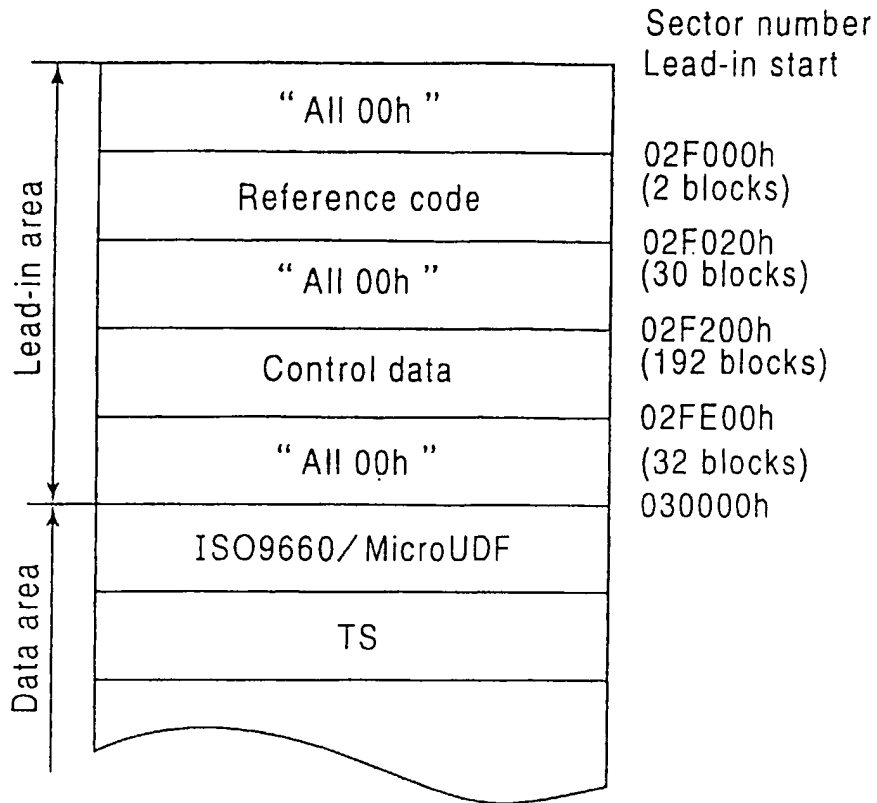 Sector number
Lead-in start
“ All 00h ”
02F000h
(2 blocks)
Reference code
02F020h
(30 blocks)
“ All 00h ”
02F200h
(192 blocks)
Control data
02FE00h
(32 blocks)
“ All 00h ”
030000h
ISO9660/MicroUDF
TS
Lead-in area
Data area